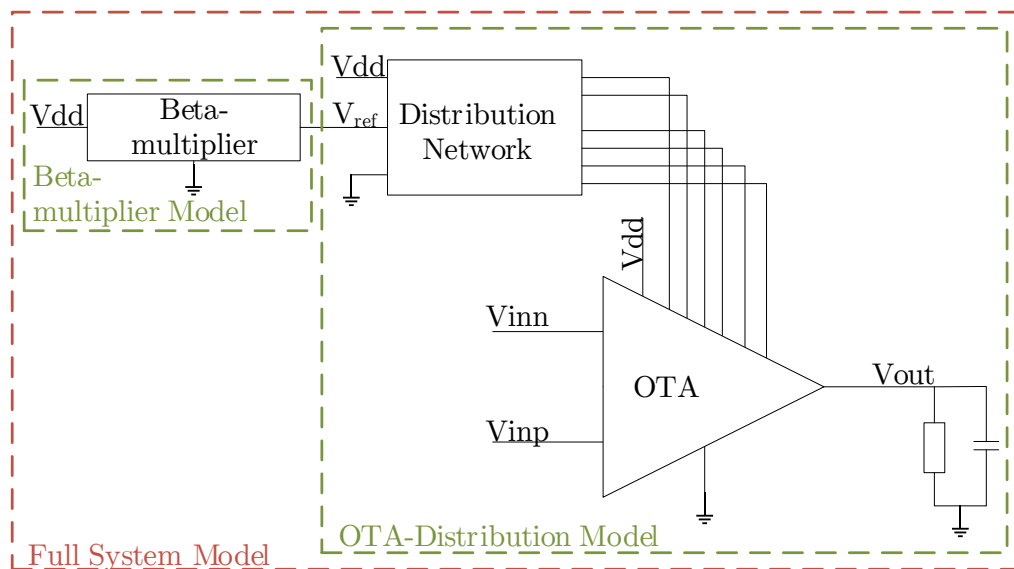 Vdd
Beta-
multiplier
Beta-
multiplier Model
Vdd
V_ref
Distribution
Network
Vdd
Vinn
Vinp
OTA
Vout
OTA-Distribution Model
Full System Model